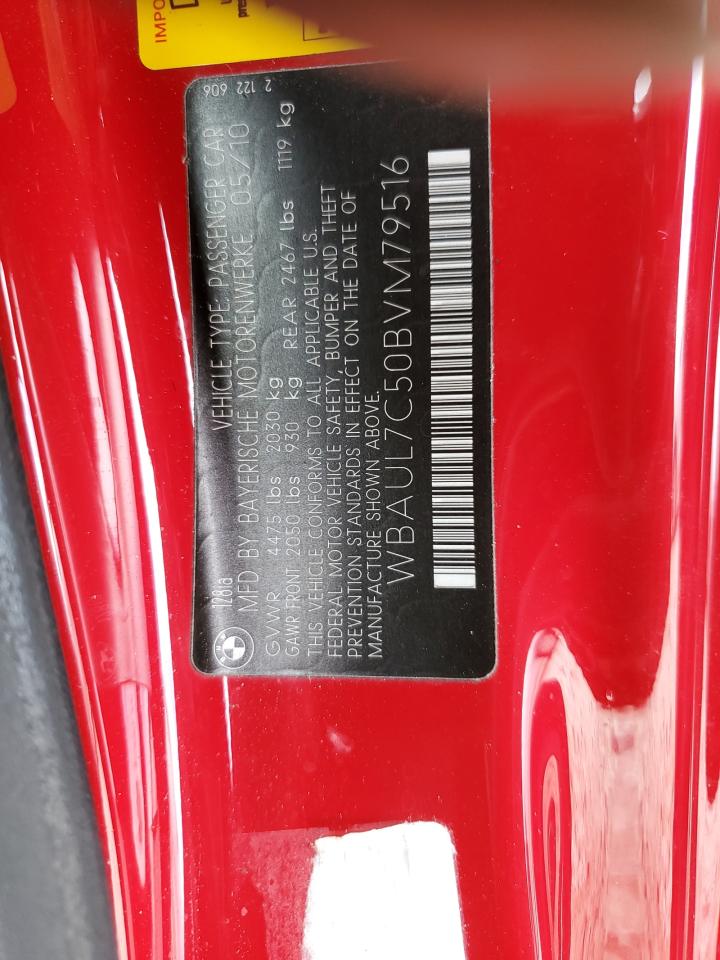 IMPO
128ia VEHICLE TYPE: PASSENGER CAR 2 122 606
MFD BY BAYERISCHE MOTORENWERKE 05/10
GVWR 4475 lbs 2030 kg
GAWR FRONT 2050 lbs 930 kg REAR 2467 lbs 1119 kg
THIS VEHICLE CONFORMS TO ALL APPLICABLE U.S.
FEDERAL MOTOR VEHICLE SAFETY, BUMPER AND THEFT
PREVENTION STANDARDS IN EFFECT ON THE DATE OF
MANUFACTURE SHOWN ABOVE.
WBAUL7C50BVM79516